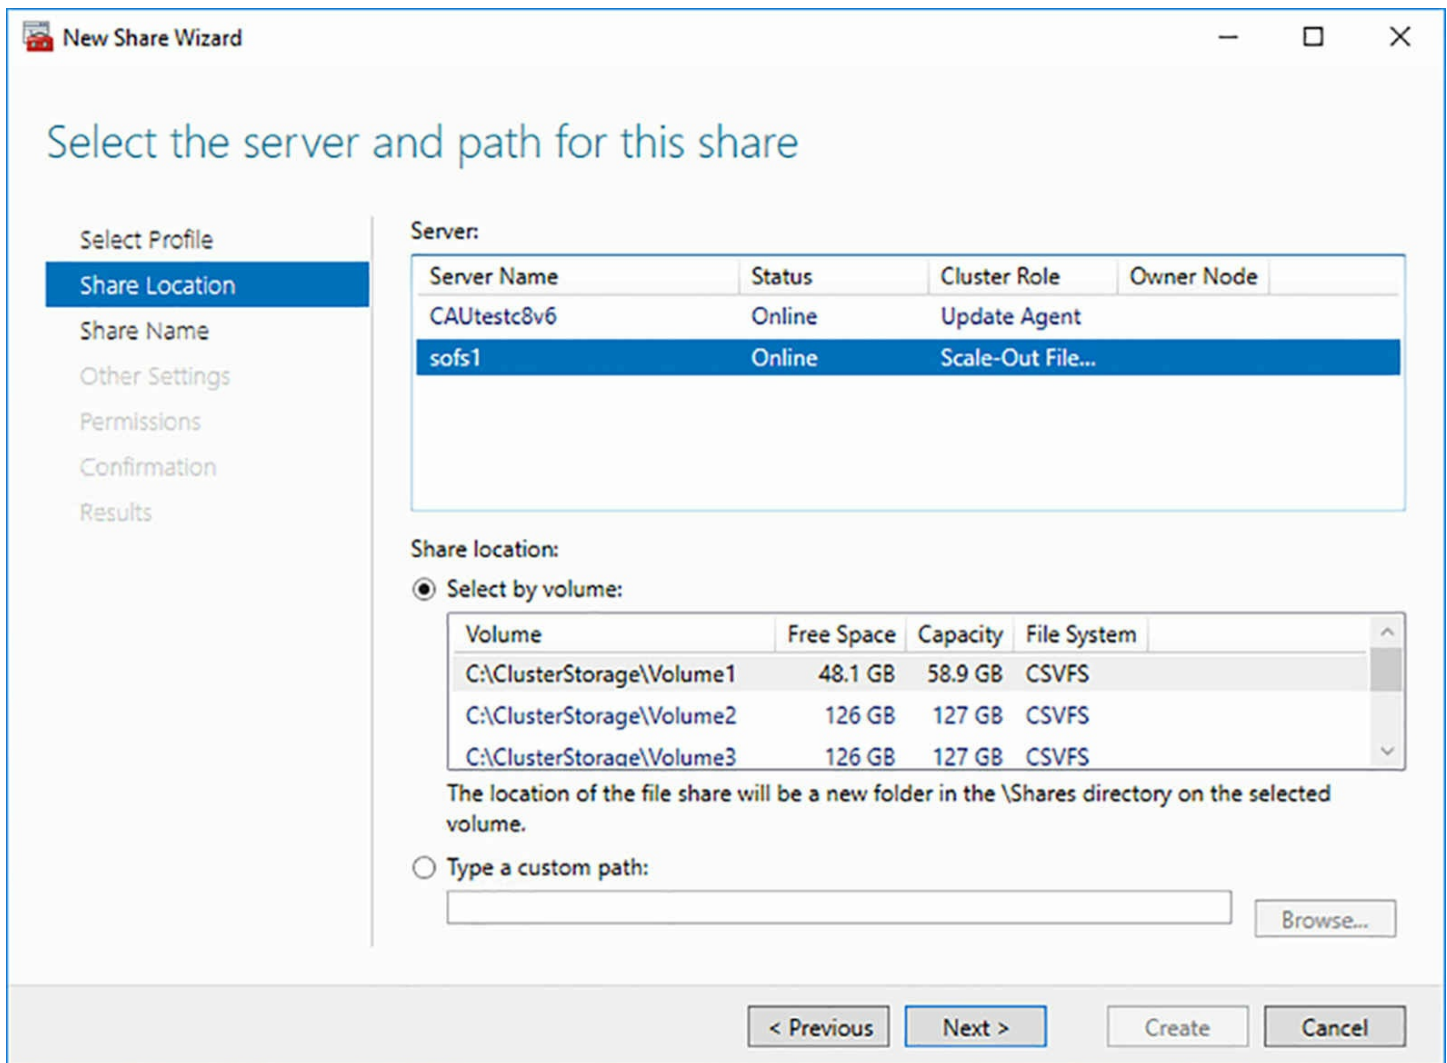 New Share Wizard
Select the server and path for this share
Select Profile
Share Location
Share Name
Other Settings
Permissions
Confirmation
Results
Server:
Server Name Status Cluster Role Owner Node
CAUtestc8v6 Online Update Agent
sofs1 Online Scale-Out File...
Share location:
Select by volume:
Volume Free Space Capacity File System
C:\ClusterStorage\Volume1 48.1 GB 58.9 GB CSVFS
C:\ClusterStorage\Volume2 126 GB 127 GB CSVFS
C:\ClusterStorage\Volume3 126 GB 127 GB CSVFS
The location of the file share will be a new folder in the \Shares directory on the selected
volume.
Type a custom path:
Browse...
< Previous Next > Create Cancel